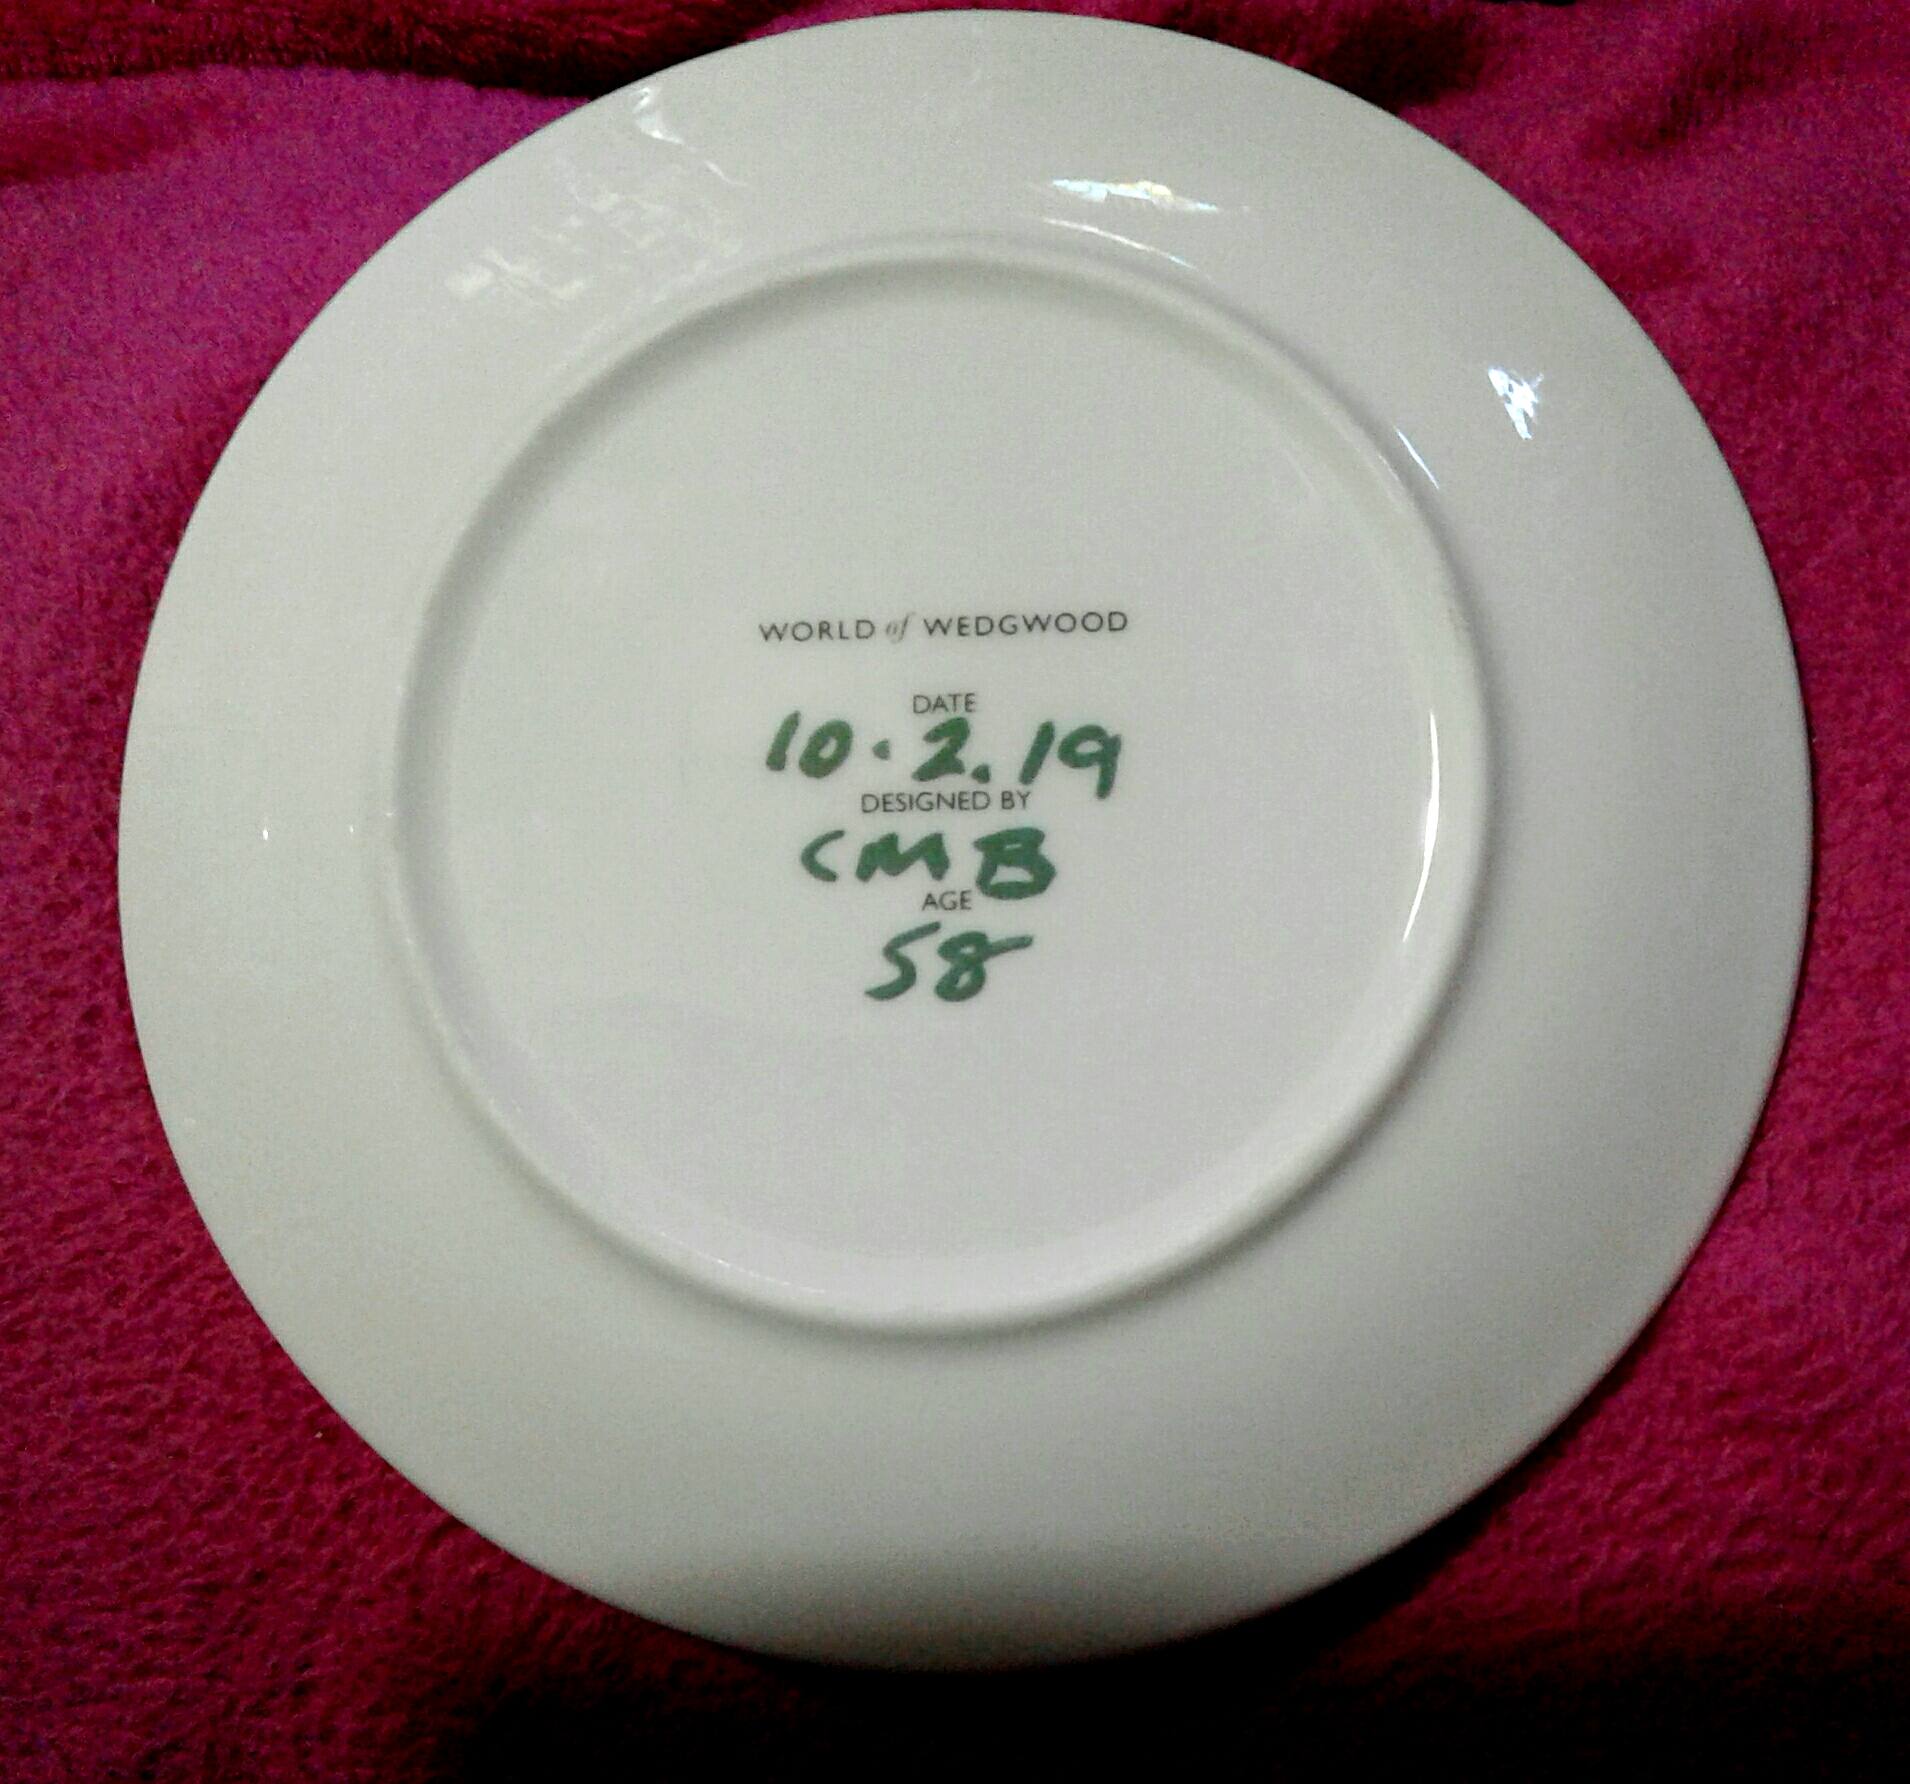 WORLD of WEDGWOOD
DATE
10.2.19
DESIGNED BY
CMB
AGE
58